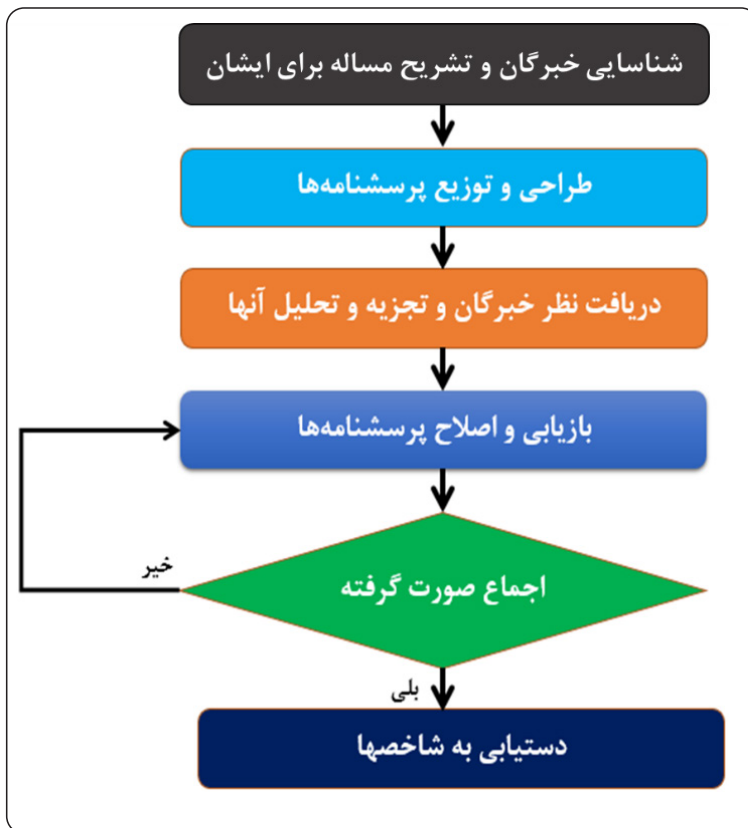 شناسایی خبرگان و تشریح مساله برای ایشان
طراحی و توزیع پرسشنامه‌ها
دریافت نظر خبرگان و تجزیه و تحلیل آنها
بازیابی و اصلاح پرسشنامه‌ها
اجماع صورت گرفته
خیر
بلی
دستیابی به شاخصها